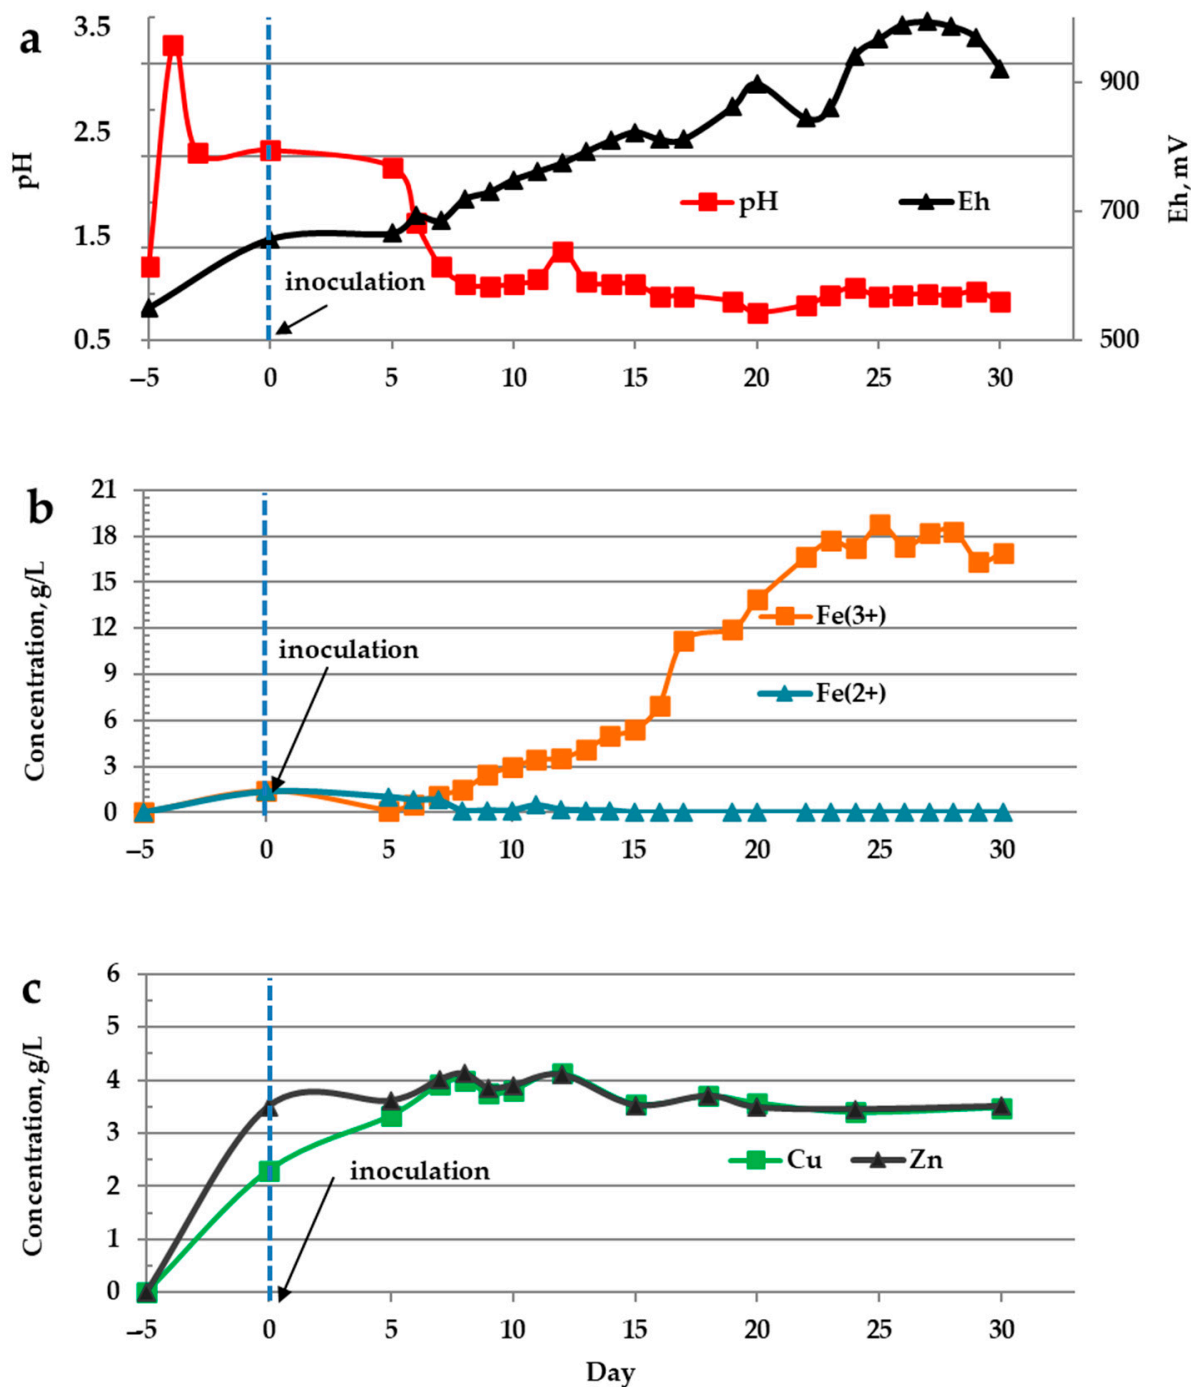 a
3.5
2.5
1.5
0.5
pH
900
700
500
Eh, mV
pH
Eh
inoculation
–5 0 5 10 15 20 25 30
b
21
18
15
12
9
6
3
0
Concentration, g/L
inoculation
Fe(3+)
Fe(2+)
–5 0 5 10 15 20 25 30
c
6
5
4
3
2
1
0
Concentration, g/L
Cu
Zn
inoculation
–5 0 5 10 15 20 25 30
Day